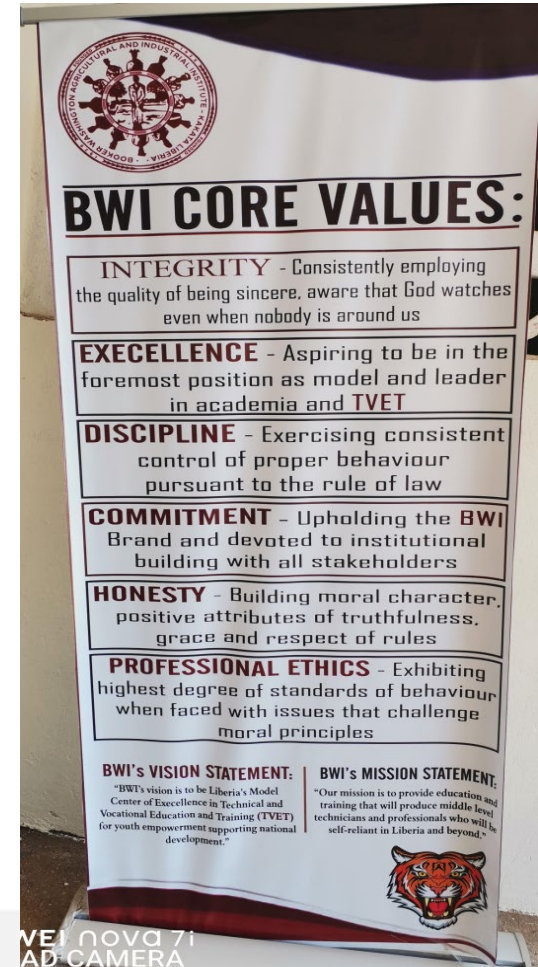 BOOKER WASHINGTON AGRICULTURAL AND INDUSTRIAL INSTITUTE - KAKATA LIBERIA
BWI CORE VALUES:
INTEGRITY - Consistently employing
the quality of being sincere, aware that God watches
even when nobody is around us
EXECELLENCE - Aspiring to be in the
foremost position as model and leader
in academia and TVET
DISCIPLINE - Exercising consistent
control of proper behaviour
pursuant to the rule of law
COMMITMENT - Upholding the BWI
Brand and devoted to institutional
building with all stakeholders
HONESTY - Building moral character,
positive attributes of truthfulness,
grace and respect of rules
PROFESSIONAL ETHICS - Exhibiting
highest degree of standards of behaviour
when faced with issues that challenge
moral principles
BWI's VISION STATEMENT:
"BWI's vision is to be Liberia's Model
Center of Execellence in Technical and
Vocational Education and Training (TVET)
for youth empowerment supporting national
development."
BWI's MISSION STATEMENT:
"Our mission is to provide education and
training that will produce middle level
technicians and professionals who will be
self-reliant in Liberia and beyond."
VEI nova 7i
AD CAMERA